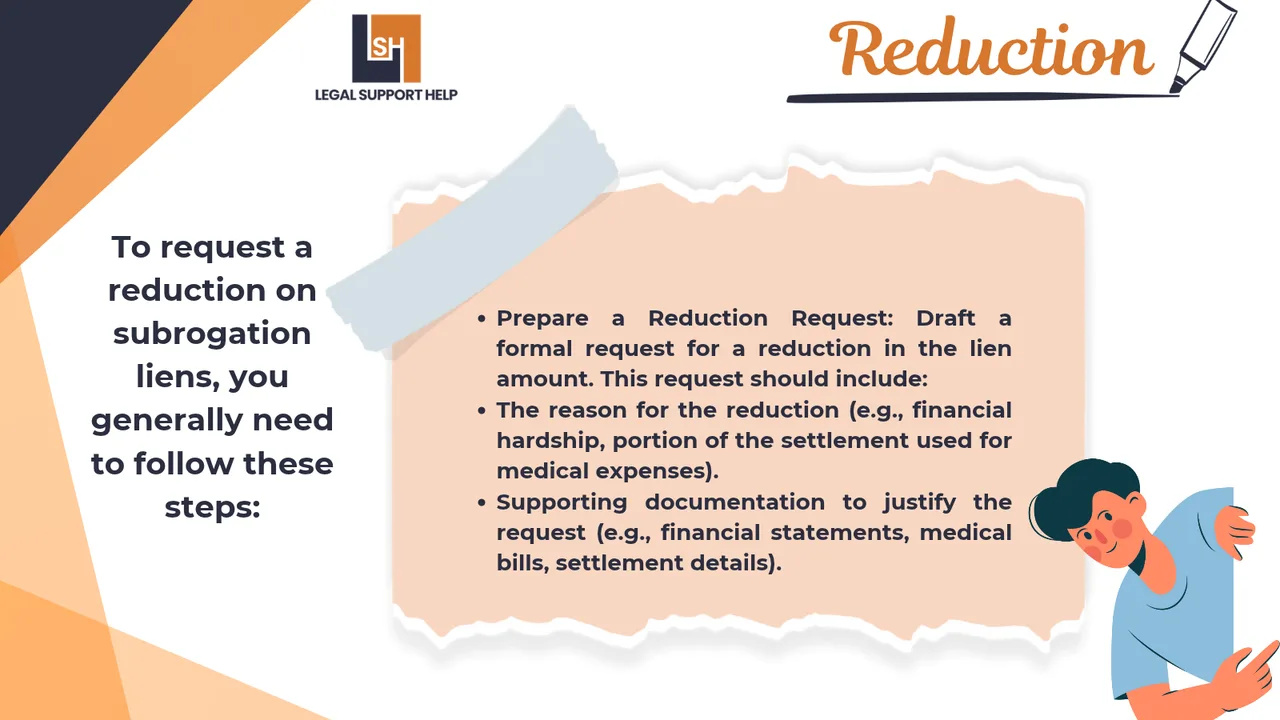 LSH
LEGAL SUPPORT HELP
Reduction
To request a
reduction on
subrogation
liens, you
generally need
to follow these
steps:
• Prepare a Reduction Request: Draft a
formal request for a reduction in the lien
amount. This request should include:
• The reason for the reduction (e.g., financial
hardship, portion of the settlement used for
medical expenses).
• Supporting documentation to justify the
request (e.g., financial statements, medical
bills, settlement details).